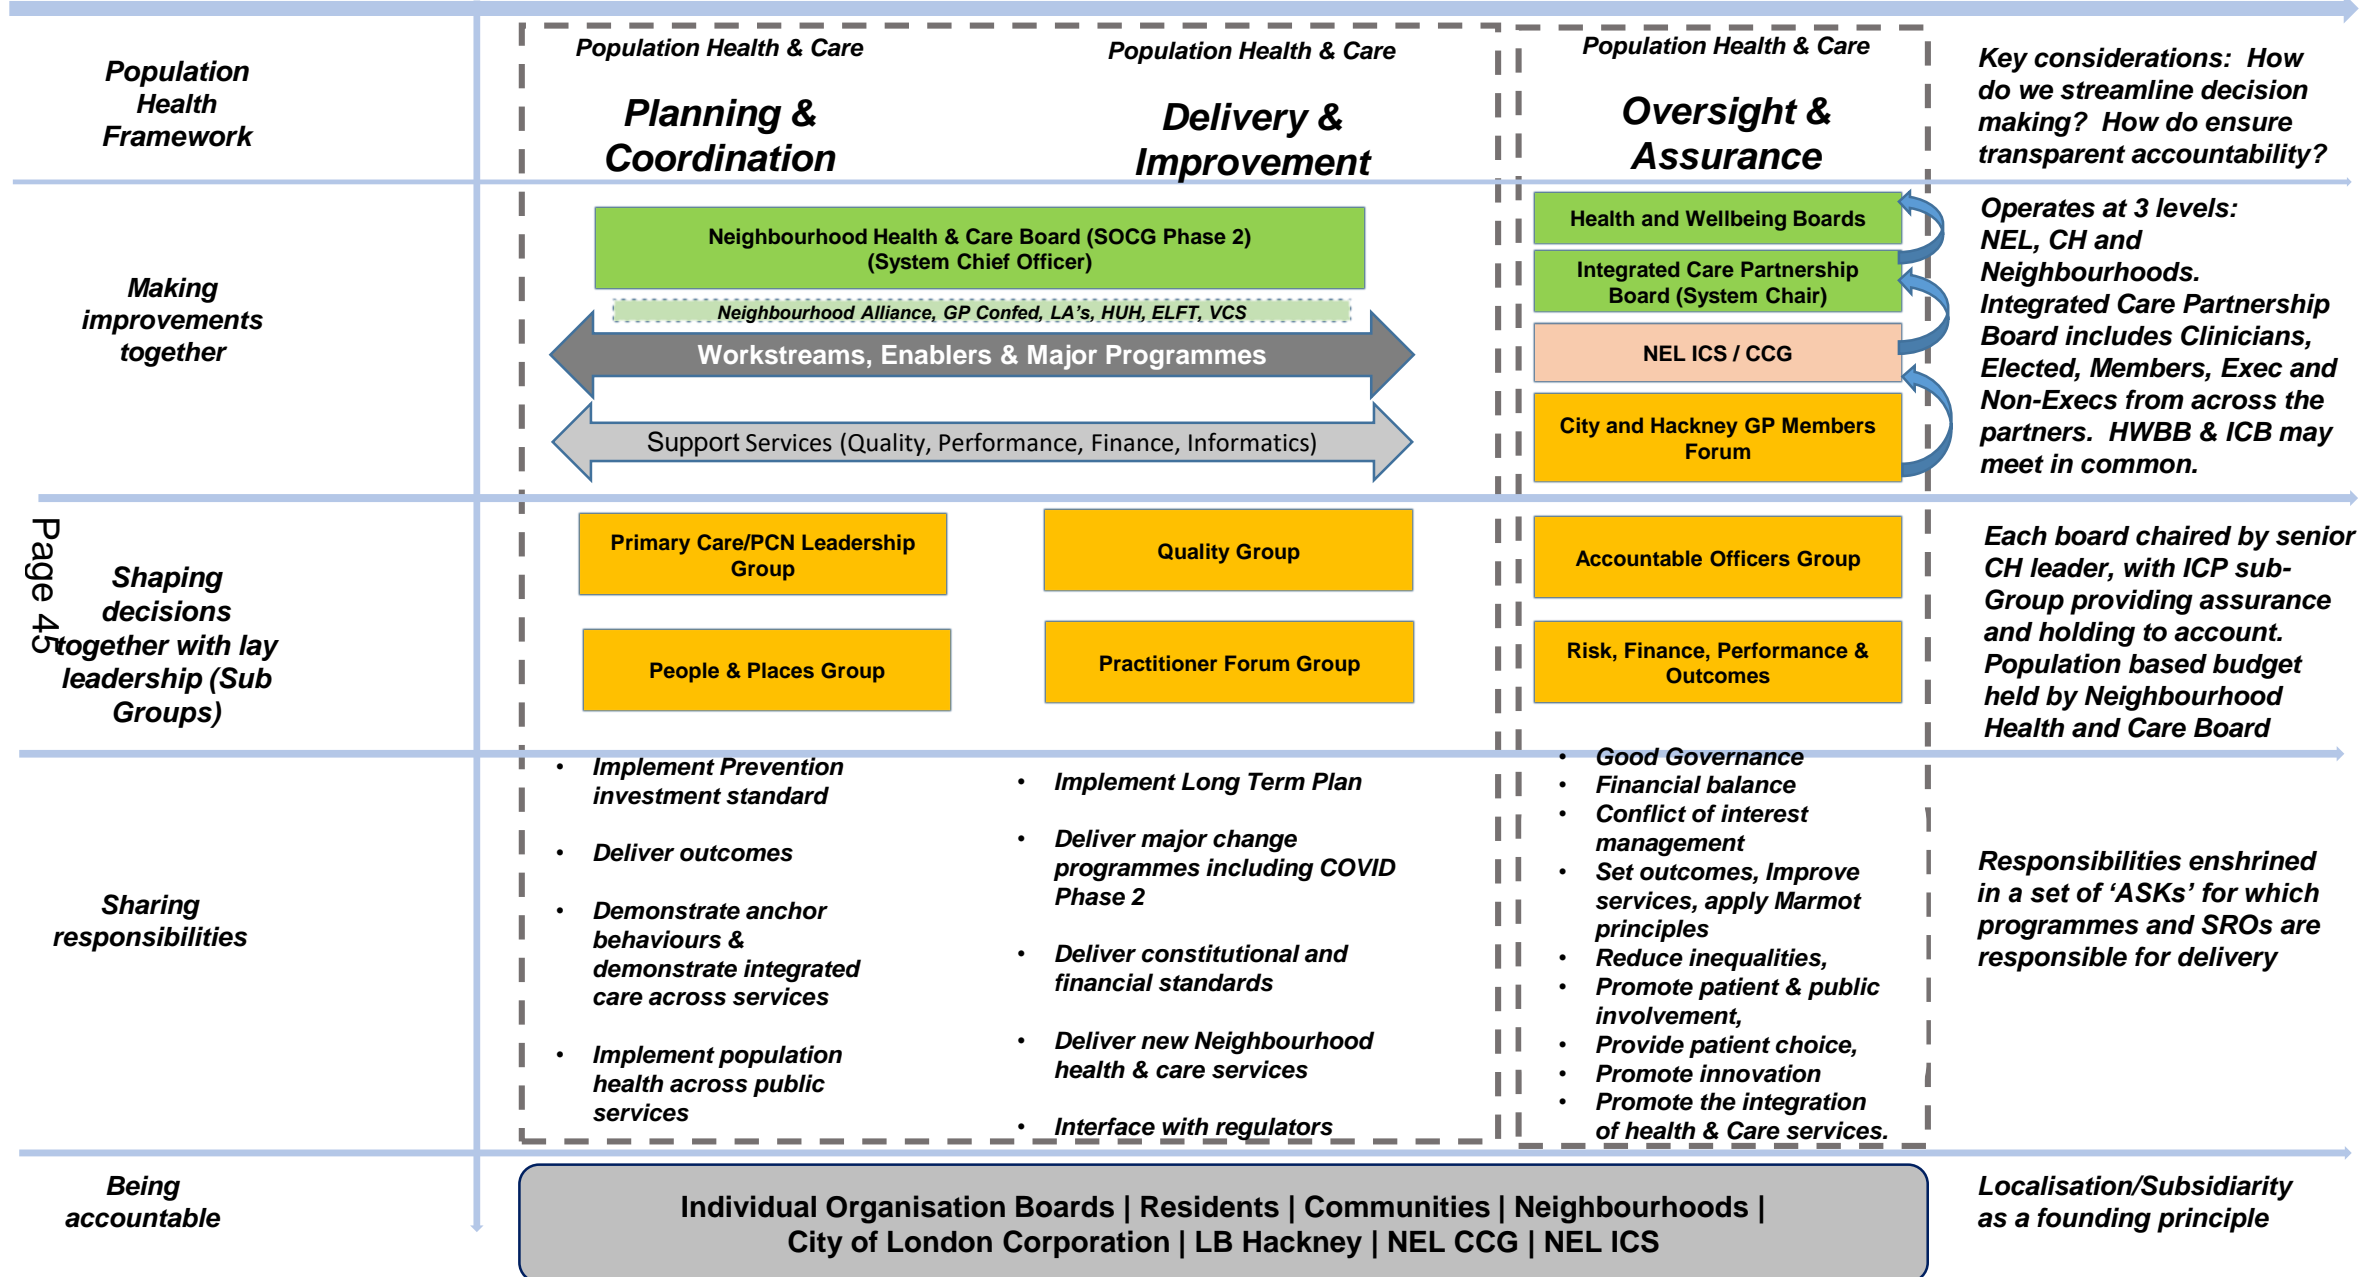 Population
Health
Framework
Population Health & Care
Planning &
Coordination
Population Health & Care
Delivery &
Improvement
Population Health & Care
Oversight &
Assurance
Key considerations: How
do we streamline decision
making? How do ensure
transparent accountability?
Making
improvements
together
Neighbourhood Health & Care Board (SOCG Phase 2)
(System Chief Officer)
Neighbourhood Alliance, GP Confed, LA's, HUH, ELFT, VCS
Workstreams, Enablers & Major Programmes
Support Services (Quality, Performance, Finance, Informatics)
Health and Wellbeing Boards
Integrated Care Partnership
Board (System Chair)
NEL ICS / CCG
City and Hackney GP Members
Forum
Operates at 3 levels:
NEL, CH and
Neighbourhoods.
Integrated Care Partnership
Board includes Clinicians,
Elected, Members, Exec and
Non-Execs from across the
partners. HWBB & ICB may
meet in common.
Page 45
Shaping
decisions
together with lay
leadership (Sub
Groups)
Primary Care/PCN Leadership
Group
People & Places Group
Quality Group
Practitioner Forum Group
Accountable Officers Group
Risk, Finance, Performance &
Outcomes
Each board chaired by senior
CH leader, with ICP sub-
Group providing assurance
and holding to account.
Population based budget
held by Neighbourhood
Health and Care Board
Sharing
responsibilities
• Implement Prevention
investment standard
• Deliver outcomes
• Demonstrate anchor
behaviours &
demonstrate integrated
care across services
• Implement population
health across public
services
• Implement Long Term Plan
• Deliver major change
programmes including COVID
Phase 2
• Deliver constitutional and
financial standards
• Deliver new Neighbourhood
health & care services
• Interface with regulators
• Good Governance
• Financial balance
• Conflict of interest
management
• Set outcomes, Improve
services, apply Marmot
principles
• Reduce inequalities,
• Promote patient & public
involvement,
• Provide patient choice,
• Promote innovation
• Promote the integration
of health & Care services.
Responsibilities enshrined
in a set of ‘ASKs’ for which
programmes and SROs are
responsible for delivery
Being
accountable
Individual Organisation Boards | Residents | Communities | Neighbourhoods |
City of London Corporation | LB Hackney | NEL CCG | NEL ICS
Localisation/Subsidiarity
as a founding principle